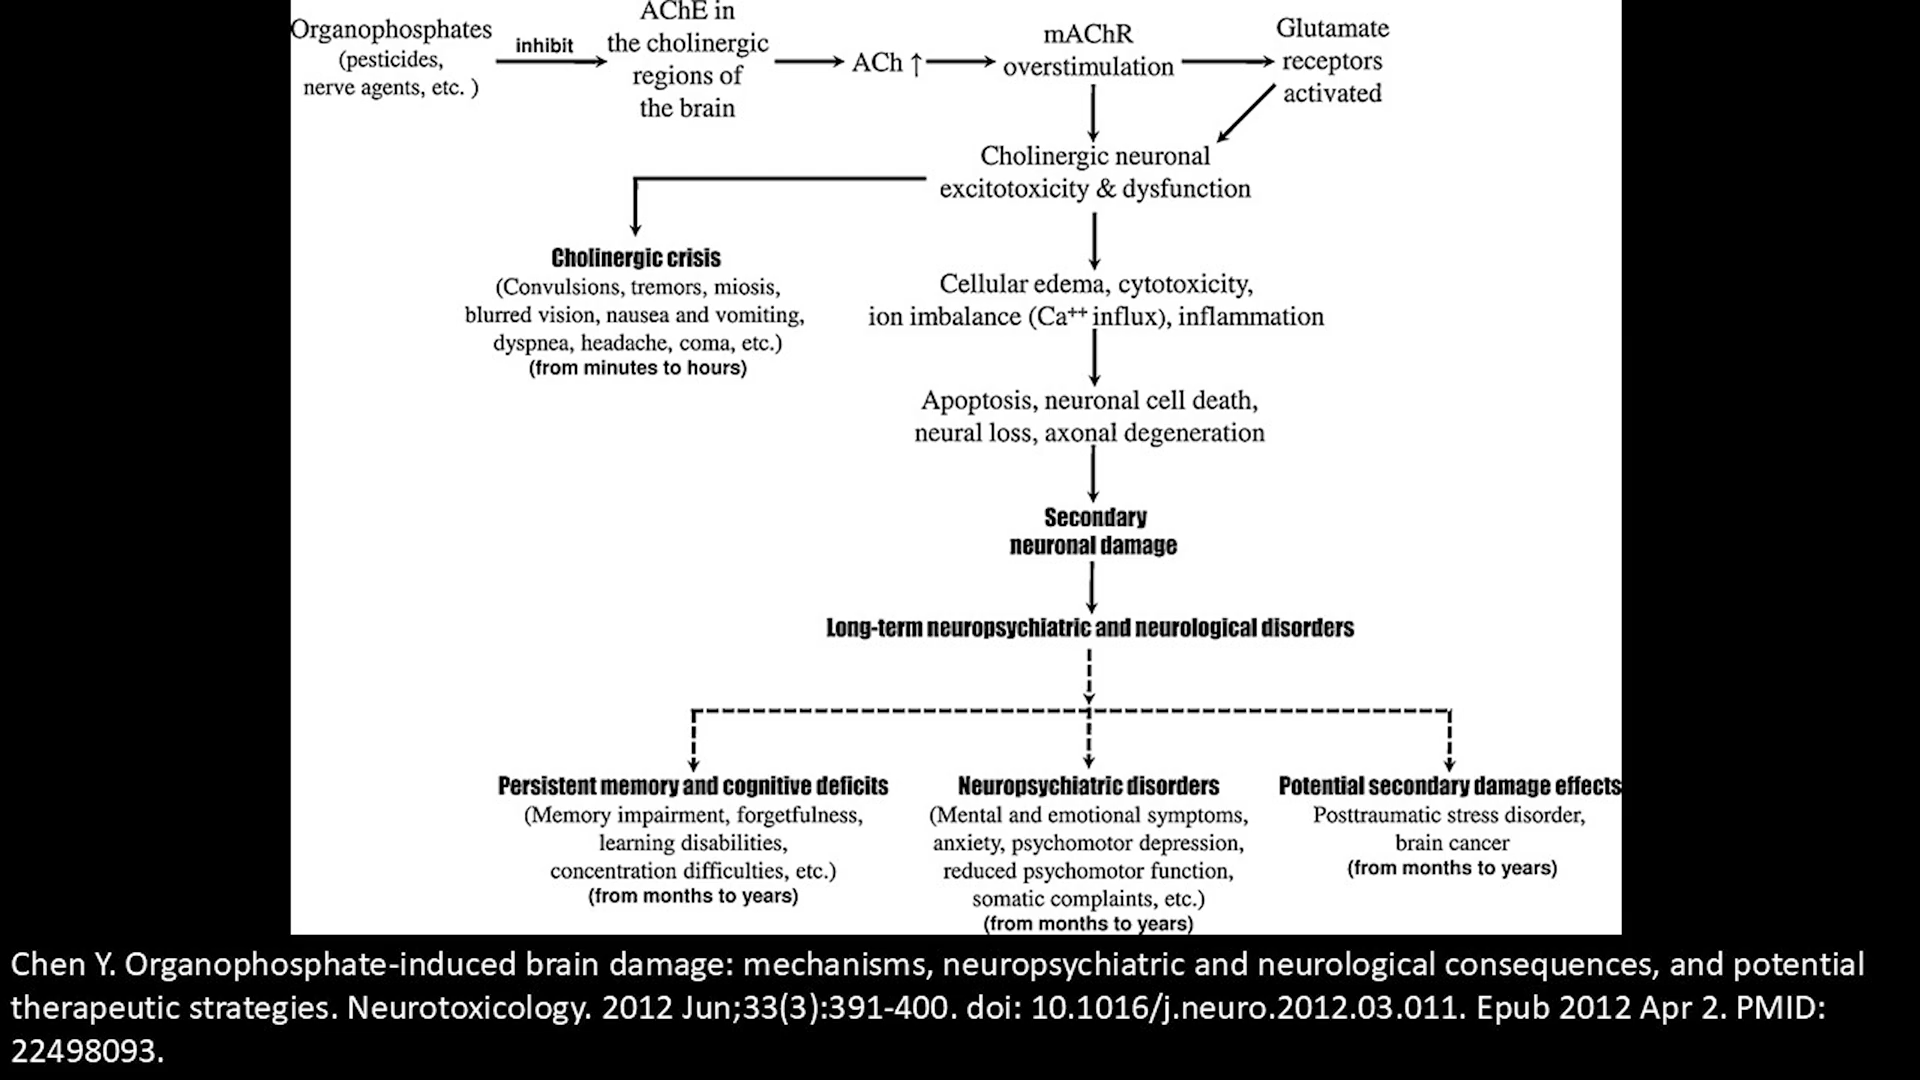 Organophosphates
(pesticides,
nerve agents, etc. )
inhibit
AChE in
the cholinergic
regions of
the brain
ACh ↑
mAChR
overstimulation
Glutamate
receptors
activated
Cholinergic neuronal
excitotoxicity & dysfunction
Cholinergic crisis
(Convulsions, tremors, miosis,
blurred vision, nausea and vomiting,
dyspnea, headache, coma, etc.)
(from minutes to hours)
Cellular edema, cytotoxicity,
ion imbalance (Ca⁺⁺ influx), inflammation
Apoptosis, neuronal cell death,
neural loss, axonal degeneration
Secondary
neuronal damage
Long-term neuropsychiatric and neurological disorders
Persistent memory and cognitive deficits
(Memory impairment, forgetfulness,
learning disabilities,
concentration difficulties, etc.)
(from months to years)
Neuropsychiatric disorders
(Mental and emotional symptoms,
anxiety, psychomotor depression,
reduced psychomotor function,
somatic complaints, etc.)
(from months to years)
Potential secondary damage effects
Posttraumatic stress disorder,
brain cancer
(from months to years)
Chen Y. Organophosphate-induced brain damage: mechanisms, neuropsychiatric and neurological consequences, and potential
therapeutic strategies. Neurotoxicology. 2012 Jun;33(3):391-400. doi: 10.1016/j.neuro.2012.03.011. Epub 2012 Apr 2. PMID:
22498093.